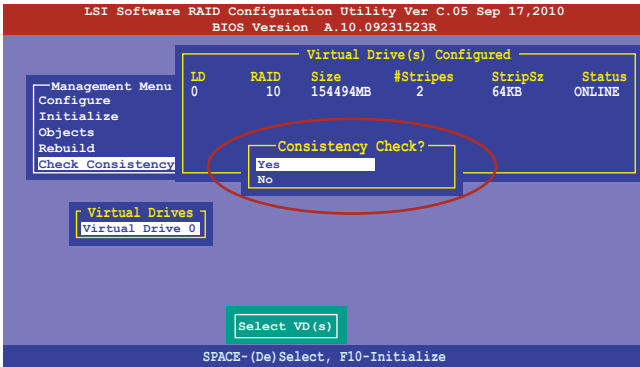 LSI Software RAID Configuration Utility Ver C.05 Sep 17,2010
BIOS Version A.10.09231523R
Virtual Drive(s) Configured
LD RAID Size #Stripes StripSz Status
0 10 154494MB 2 64KB ONLINE
Management Menu
Configure
Initialize
Objects
Rebuild
Check Consistency
Consistency Check?
Yes
No
Virtual Drives
Virtual Drive 0
Select VD(s)
SPACE-(De)Select, F10-Initialize